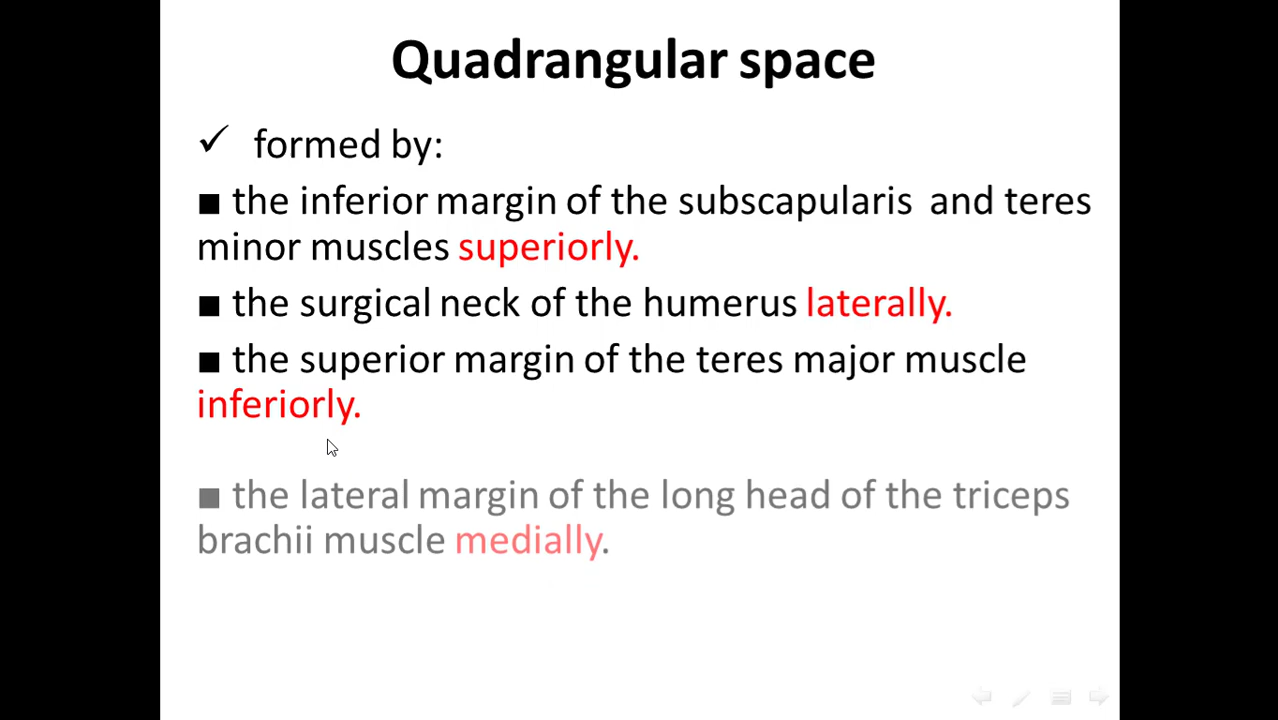 Quadrangular space
✓ formed by:
■ the inferior margin of the subscapularis and teres
minor muscles superiorly.
■ the surgical neck of the humerus laterally.
■ the superior margin of the teres major muscle
inferiorly.
■ the lateral margin of the long head of the triceps
brachii muscle medially.